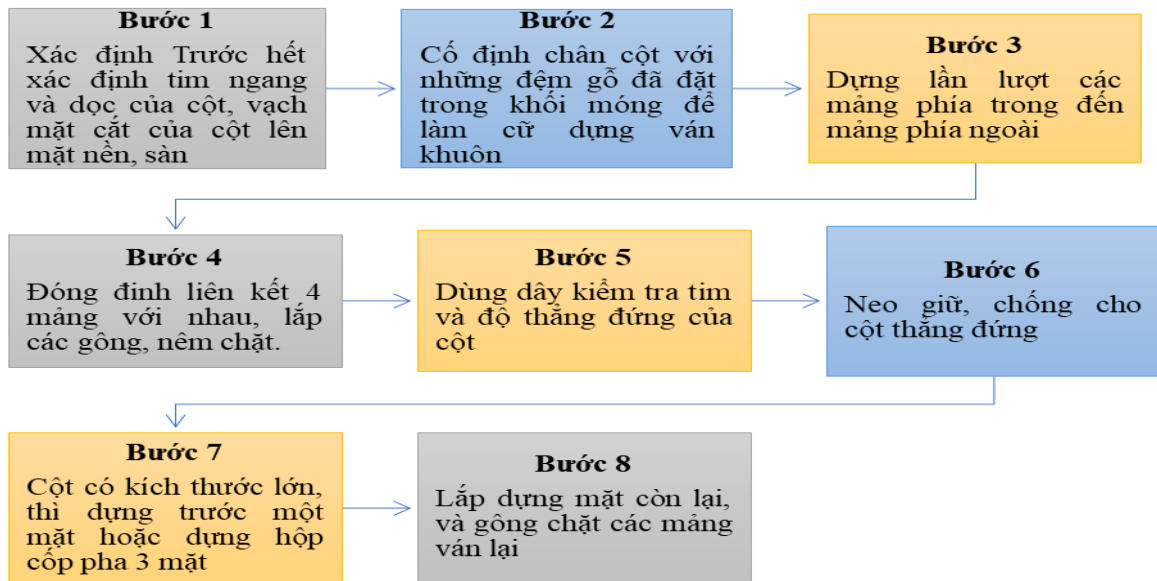 Bước 1
Xác định Trước hết
xác định tim ngang
và dọc của cột, vạch
mặt cắt của cột lên
mặt nền, sàn
Bước 2
Cố định chân cột với
những đệm gỗ đã đặt
trong khối móng để
làm cữ dựng ván
khuôn
Bước 3
Dựng lần lượt các
mảng phía trong đến
mảng phía ngoài
Bước 4
Đóng đinh liên kết 4
mảng với nhau, lắp
các gông, nêm chặt.
Bước 5
Dùng dây kiểm tra tim
và độ thẳng đứng của
cột
Bước 6
Neo giữ, chống cho
cột thẳng đứng
Bước 7
Cột có kích thước lớn,
thì dựng trước một
mặt hoặc dựng hộp
cốp pha 3 mặt
Bước 8
Lắp dựng mặt còn lại,
và gông chặt các mảng
ván lại